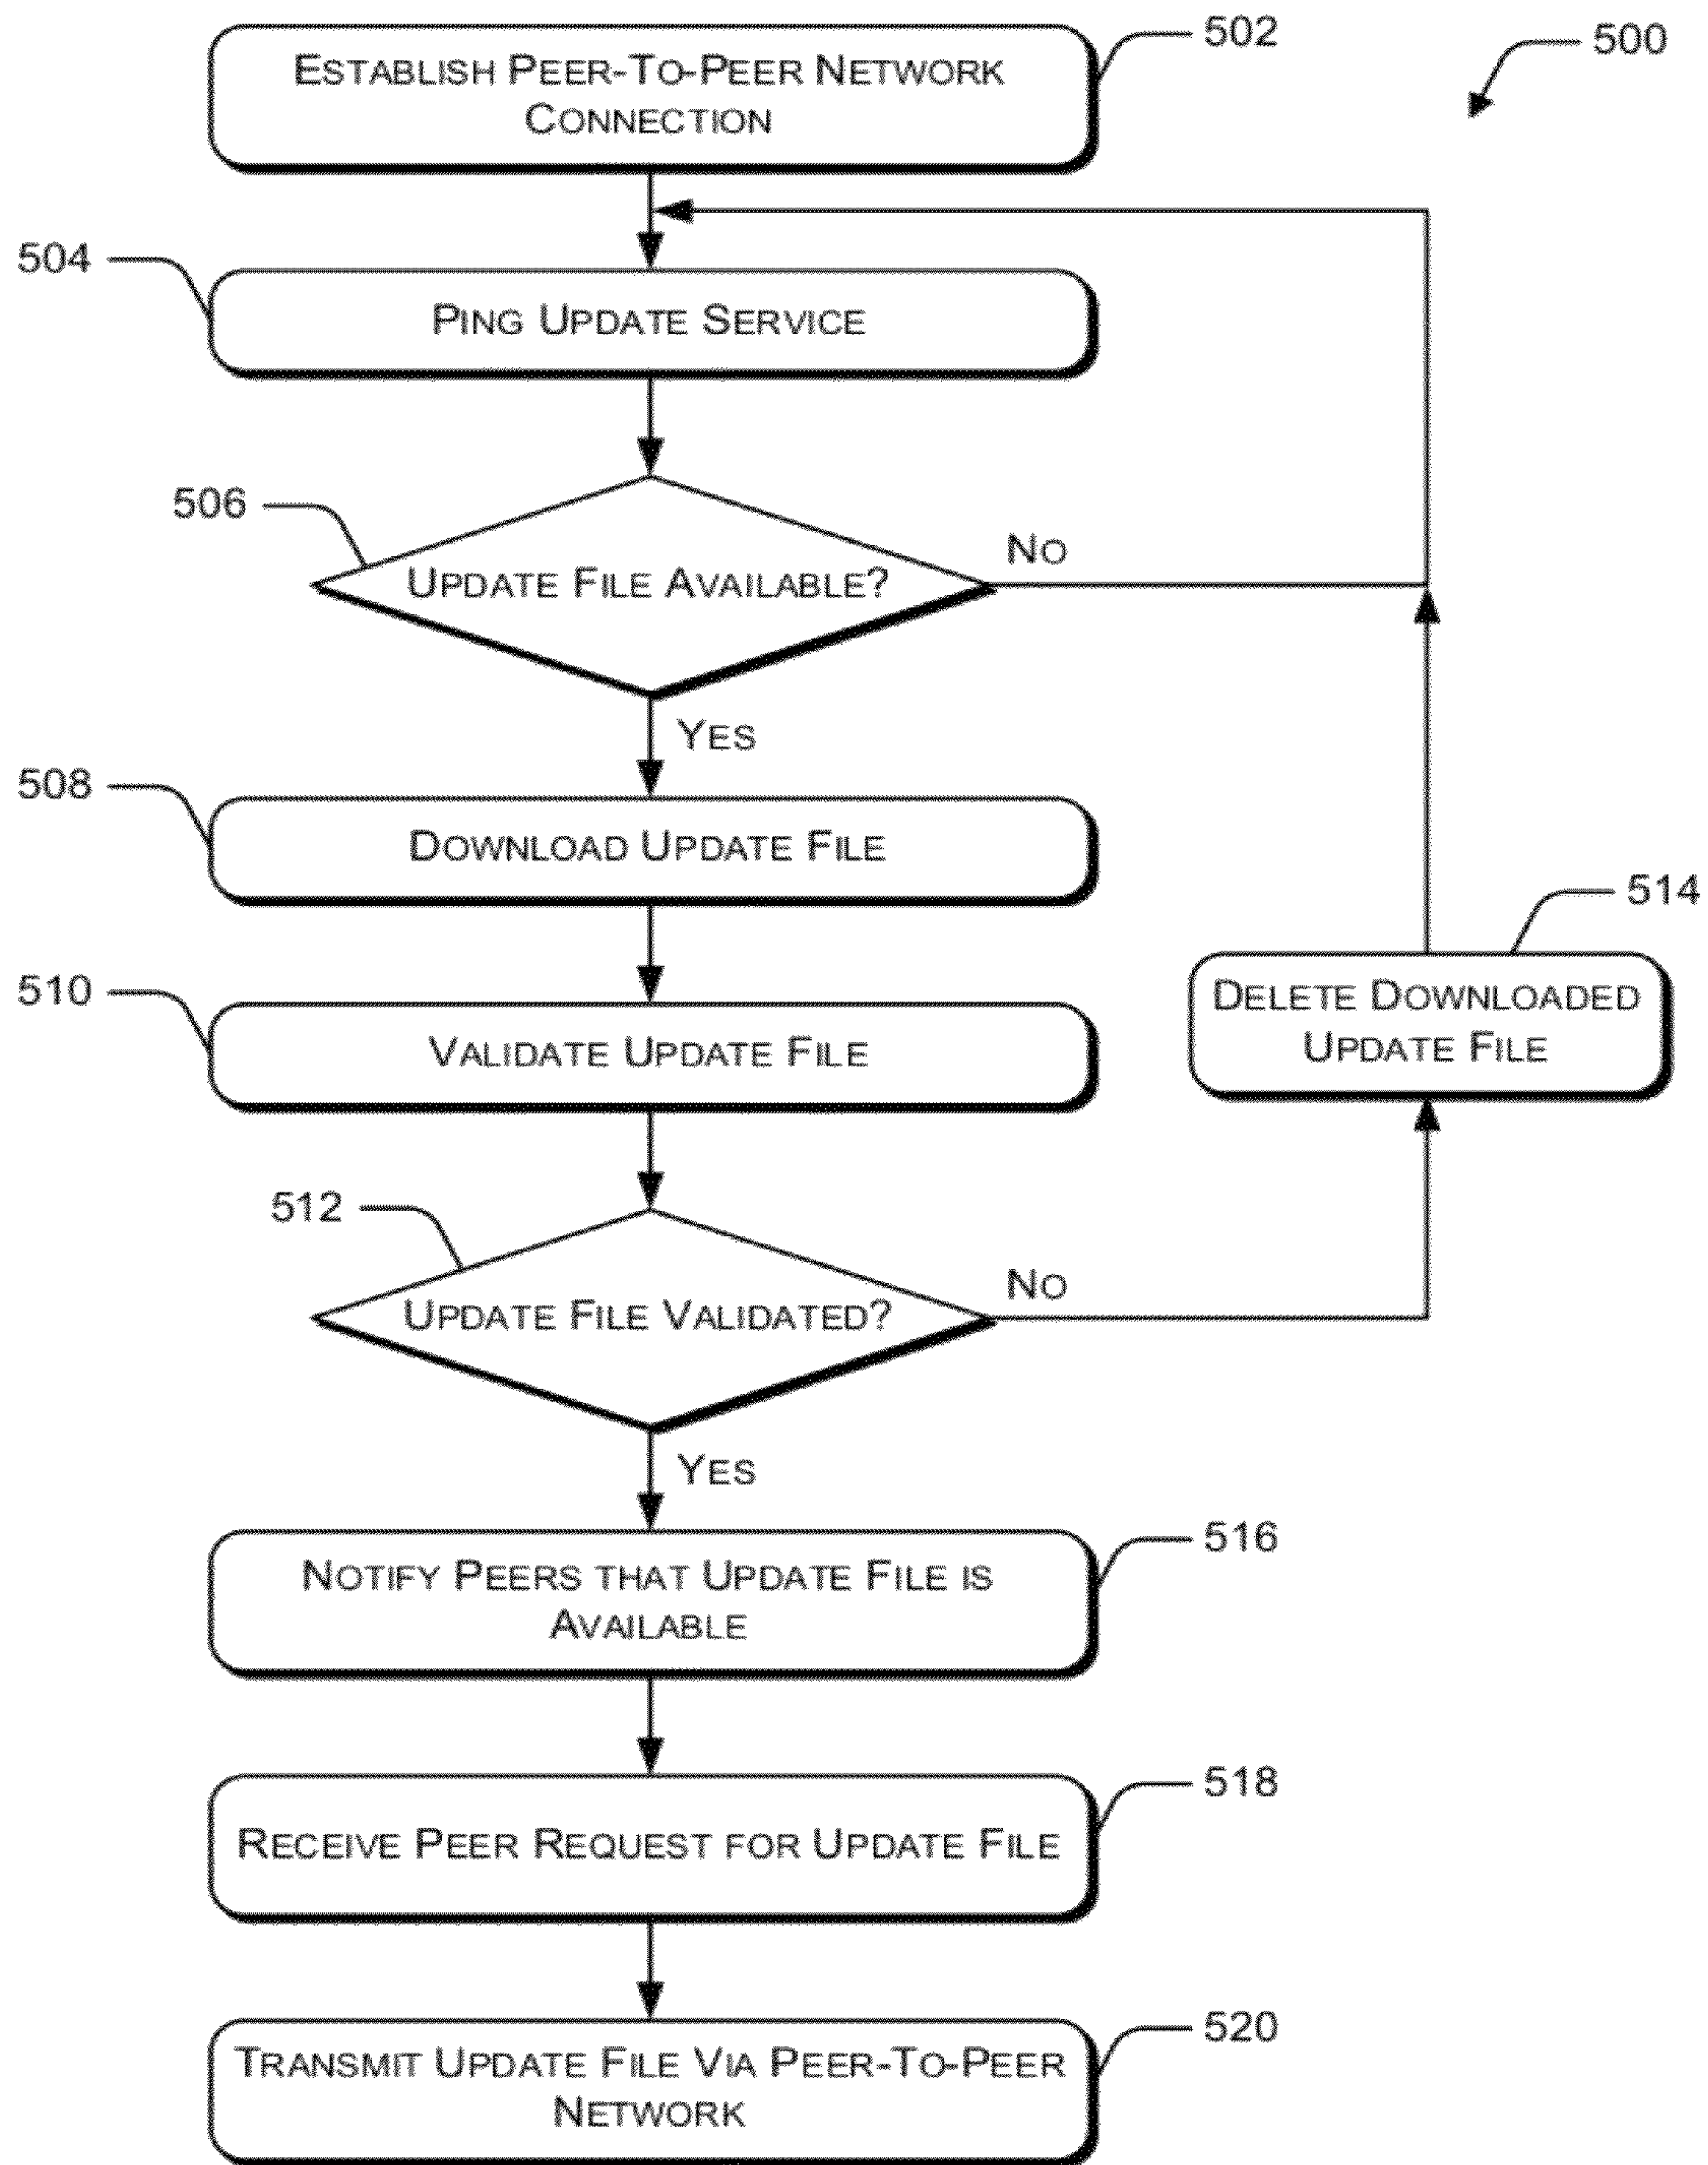 502
500
ESTABLISH PEER-TO-PEER NETWORK
CONNECTION
504
PING UPDATE SERVICE
506
NO
UPDATE FILE AVAILABLE?
YES
508
DOWNLOAD UPDATE FILE
514
510
DELETE DOWNLOADED
UPDATE FILE
VALIDATE UPDATE FILE
512
NO
UPDATE FILE VALIDATED?
YES
516
NOTIFY PEERS THAT UPDATE FILE IS
AVAILABLE
518
RECEIVE PEER REQUEST FOR UPDATE FILE
520
TRANSMIT UPDATE FILE VIA PEER-TO-PEER
NETWORK